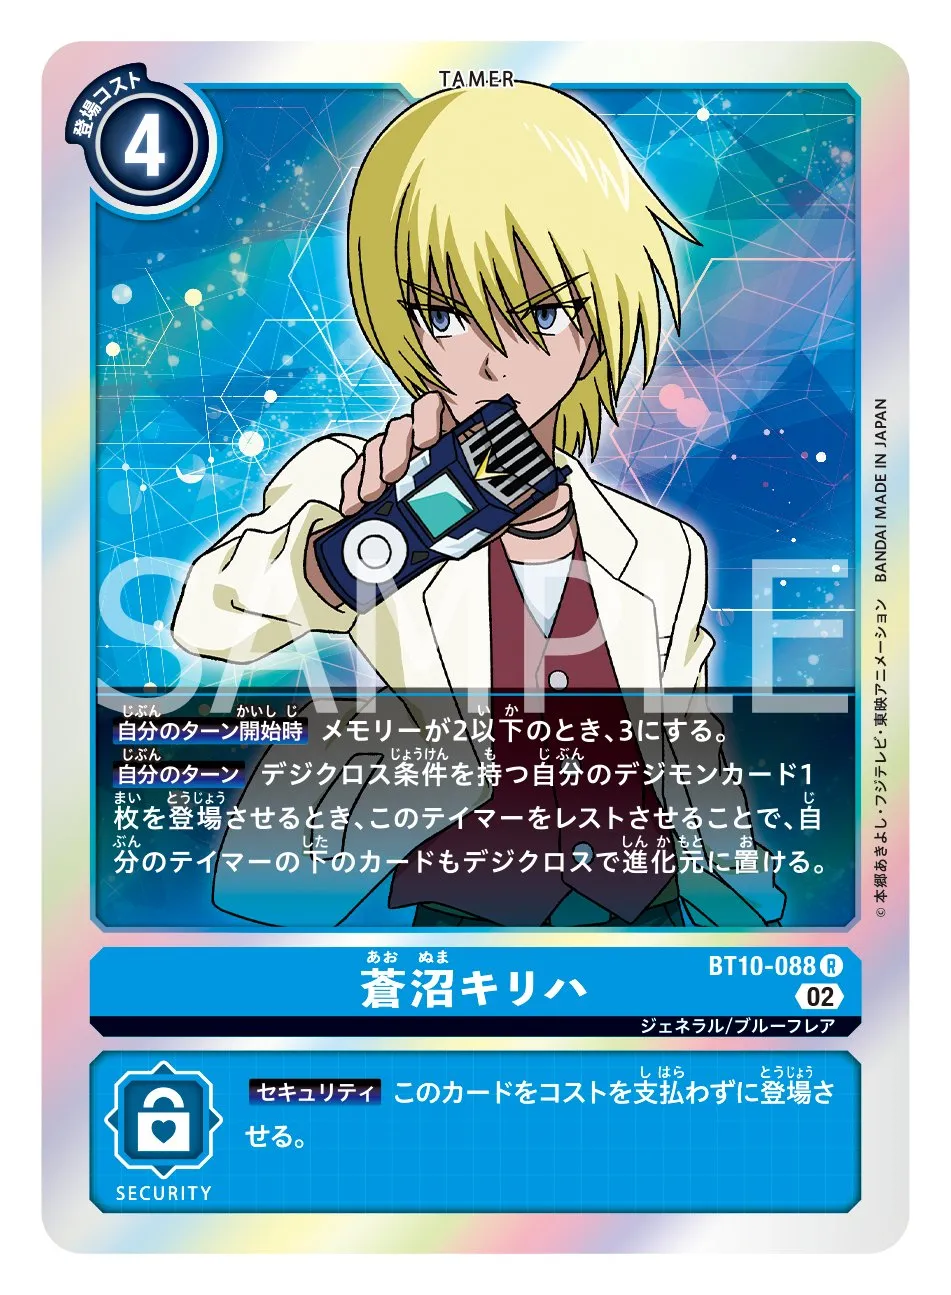 TAMER
登場コスト
4
自分のターン開始時 メモリーが2以下のとき、3にする。
自分のターン デジクロス条件を持つ自分のデジモンカード1
枚を登場させるとき、このテイマーをレストさせることで、自
分のテイマーの下のカードもデジクロスで進化元に置ける。
SAMPLE
©本郷あきよし・フジテレビ・東映アニメーション BANDAI MADE IN JAPAN
あお ぬま
蒼沼キリハ
BT10-088 R
02
ジェネラル/ブルーフレア
セキュリティ このカードをコストを支払わずに登場さ
せる。
SECURITY